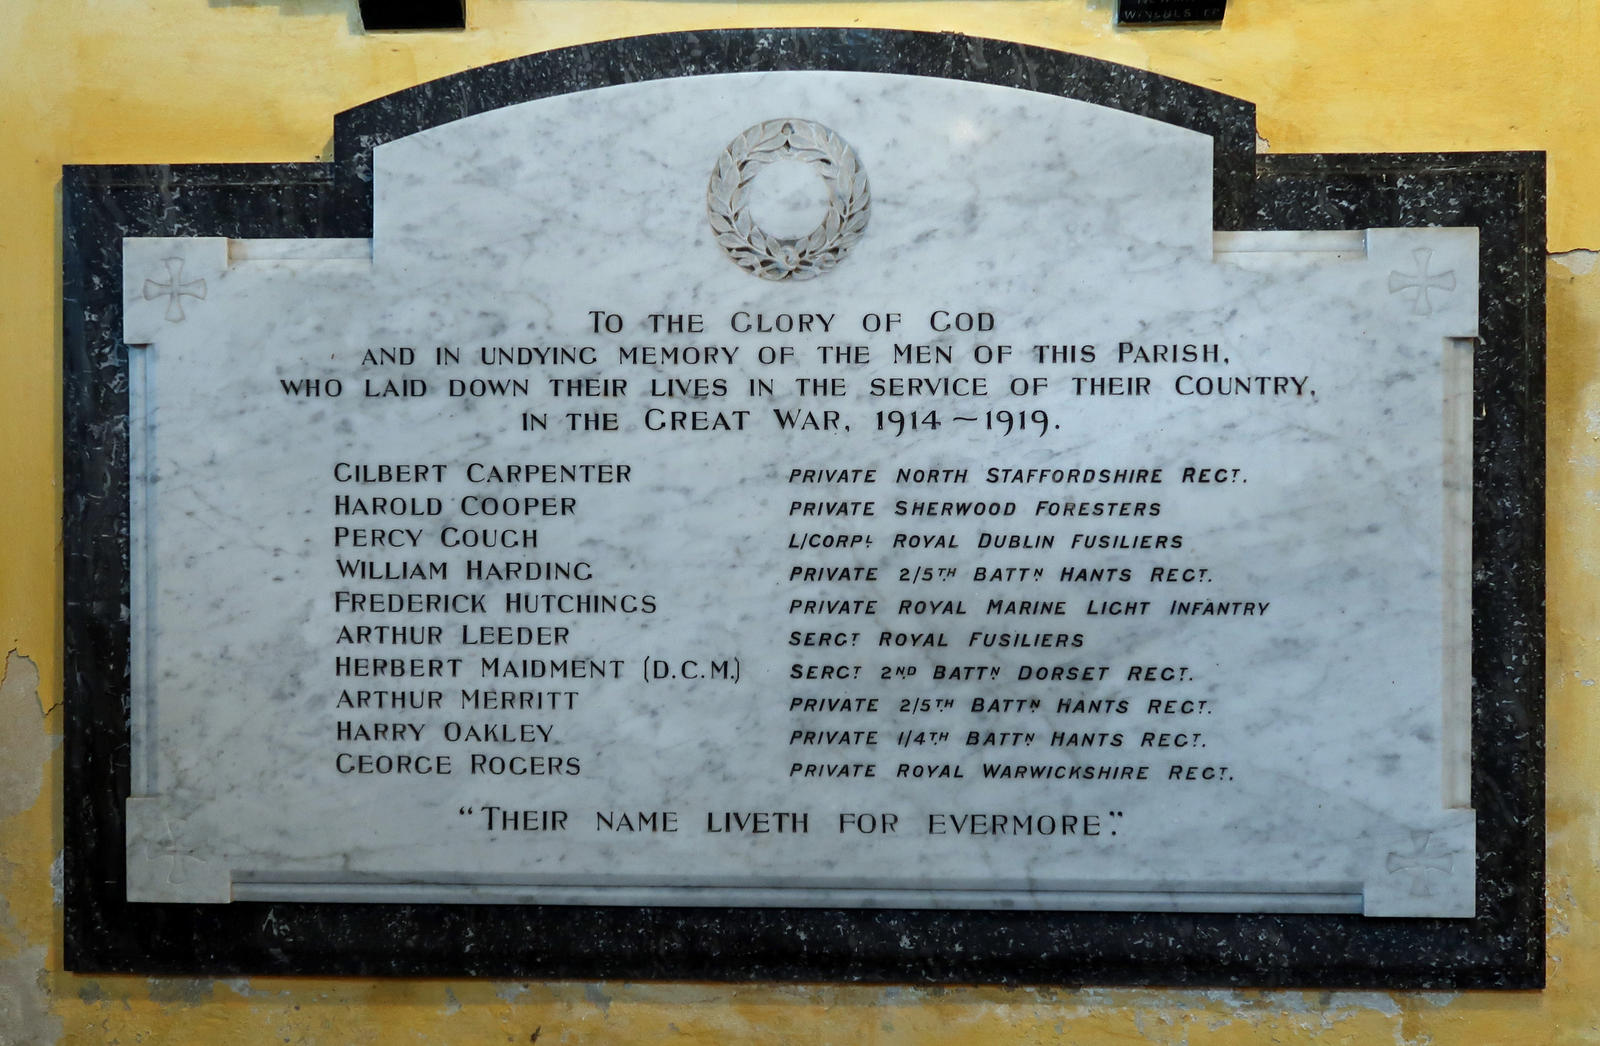 TO THE GLORY OF GOD
AND IN UNDYING MEMORY OF THE MEN OF THIS PARISH,
WHO LAID DOWN THEIR LIVES IN THE SERVICE OF THEIR COUNTRY,
IN THE GREAT WAR, 1914~1919.
GILBERT CARPENTER PRIVATE NORTH STAFFORDSHIRE REGT.
HAROLD COOPER PRIVATE SHERWOOD FORESTERS
PERCY GOUGH L/CORPL ROYAL DUBLIN FUSILIERS
WILLIAM HARDING PRIVATE 2/5TH BATTN HANTS REGT.
FREDERICK HUTCHINGS PRIVATE ROYAL MARINE LIGHT INFANTRY
ARTHUR LEEDER SERGT ROYAL FUSILIERS
HERBERT MAIDMENT (D.C.M.) SERGT 2ND BATTN DORSET REGT.
ARTHUR MERRITT PRIVATE 2/5TH BATTN HANTS REGT.
HARRY OAKLEY PRIVATE 1/4TH BATTN HANTS REGT.
GEORGE ROGERS PRIVATE ROYAL WARWICKSHIRE REGT.
"THEIR NAME LIVETH FOR EVERMORE."